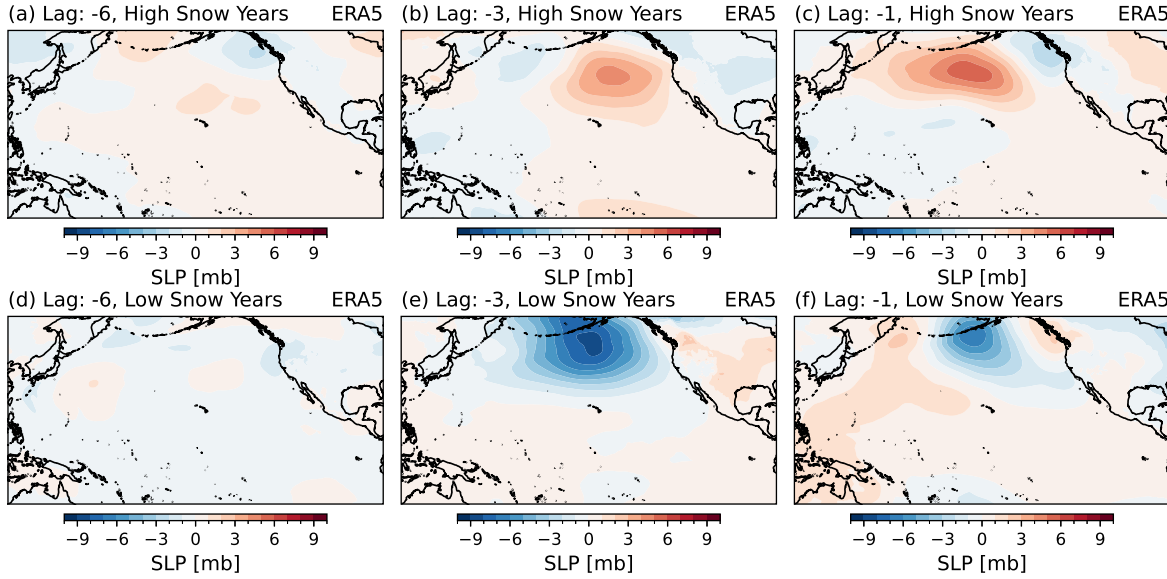 (a) Lag: -6, High Snow Years ERA5 (b) Lag: -3, High Snow Years ERA5 (c) Lag: -1, High Snow Years ERA5
−9 −6 −3 0 3 6 9 −9 −6 −3 0 3 6 9 −9 −6 −3 0 3 6 9
SLP [mb] SLP [mb] SLP [mb]
(d) Lag: -6, Low Snow Years ERA5 (e) Lag: -3, Low Snow Years ERA5 (f) Lag: -1, Low Snow Years ERA5
−9 −6 −3 0 3 6 9 −9 −6 −3 0 3 6 9 −9 −6 −3 0 3 6 9
SLP [mb] SLP [mb] SLP [mb]